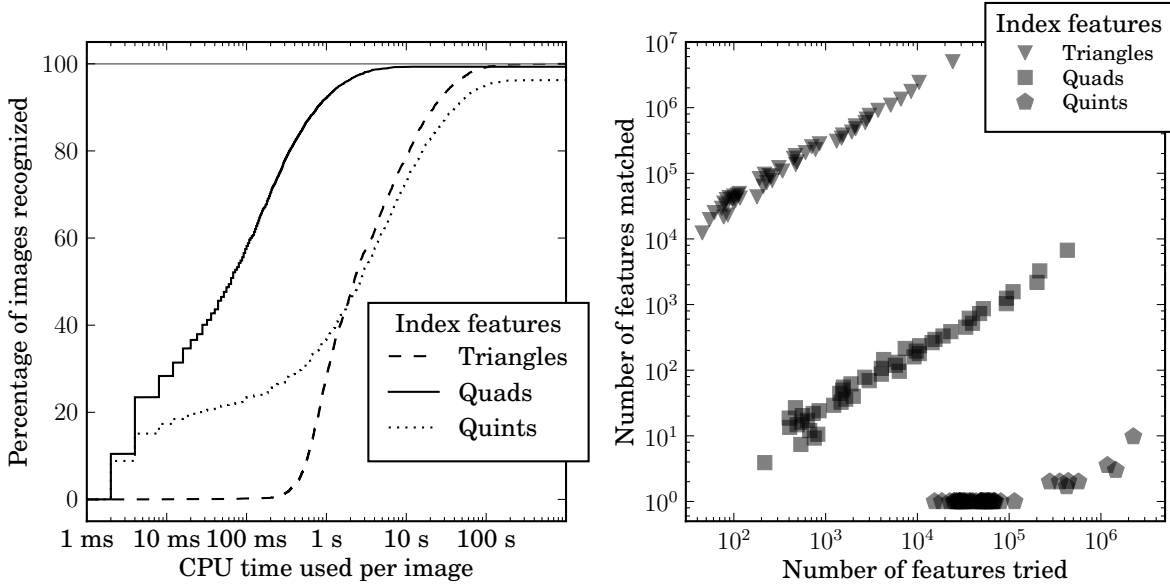 100
80
60
40
20
0
Percentage of images recognized
1 ms
10 ms
100 ms
1 s
10 s
100 s
CPU time used per image
Index features
Triangles
Quads
Quints
10^7
10^6
10^5
10^4
10^3
10^2
10^1
10^0
Number of features matched
10^2
10^3
10^4
10^5
10^6
Number of features tried
Index features
Triangles
Quads
Quints